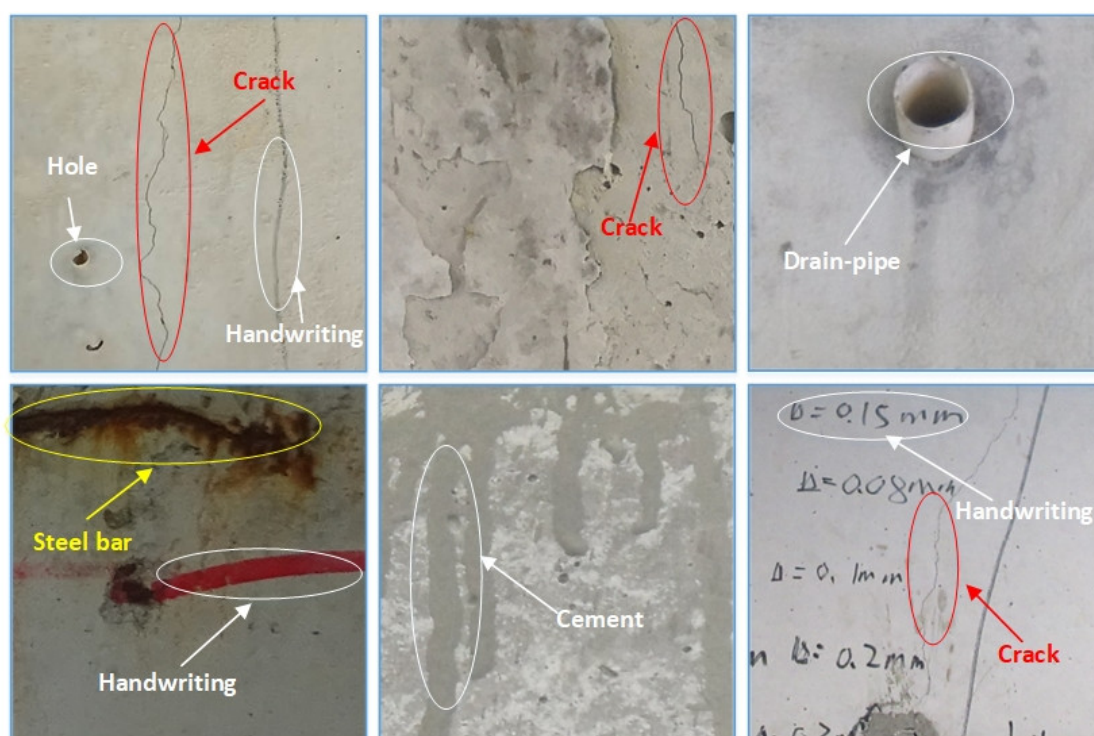 Crack
Hole
Handwriting
Crack
Drain-pipe
Steel bar
Handwriting
Cement
Δ=0.15mm
Δ=0.08mm
Handwriting
Δ=0.1mm
Crack
Δ=0.2mm